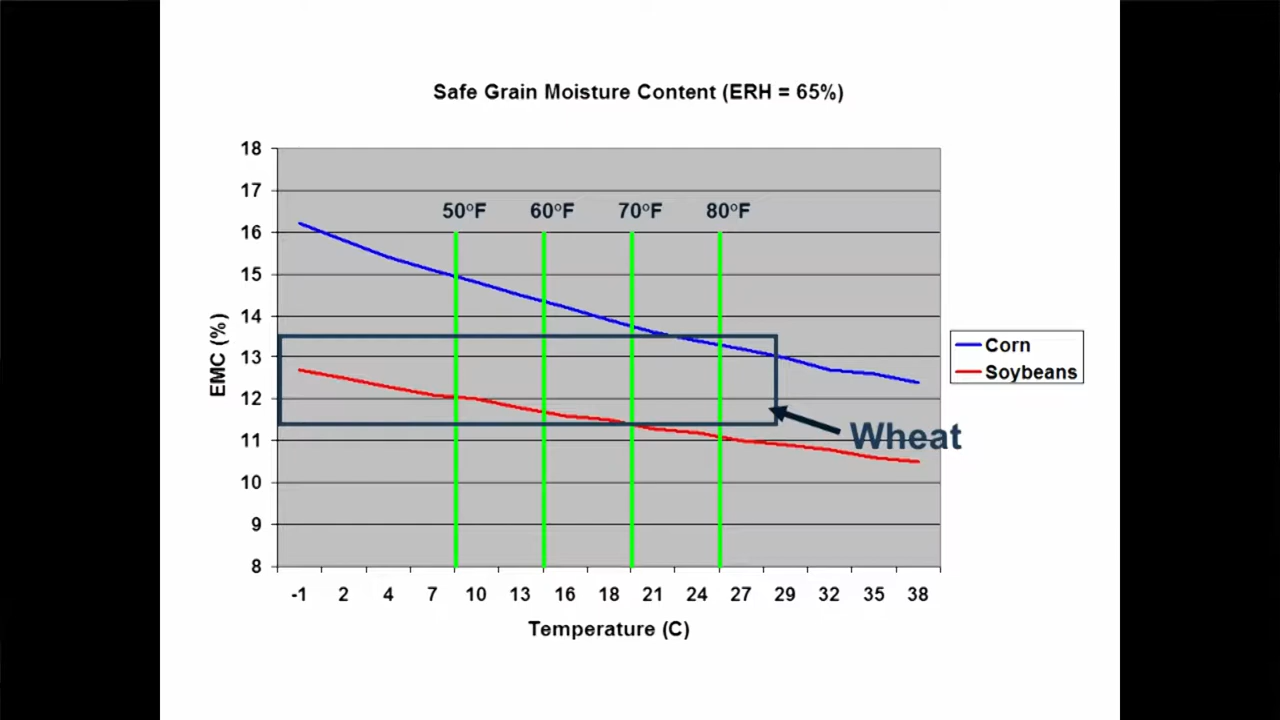 Safe Grain Moisture Content (ERH = 65%)
18
17
50°F 60°F 70°F 80°F
16
15
14
13
12
11
10
9
8
EMC (%)
Corn
Soybeans
Wheat
-1 2 4 7 10 13 16 18 21 24 27 29 32 35 38
Temperature (C)